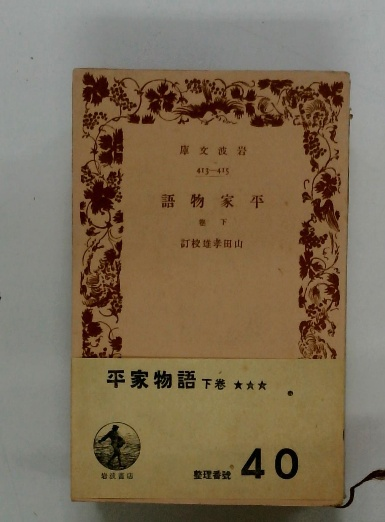 庫文波岩
413—415
語物家平
卷下
訂校雄孝田山
平家物語 下巻 ★★★
岩波書店
整理番號 40